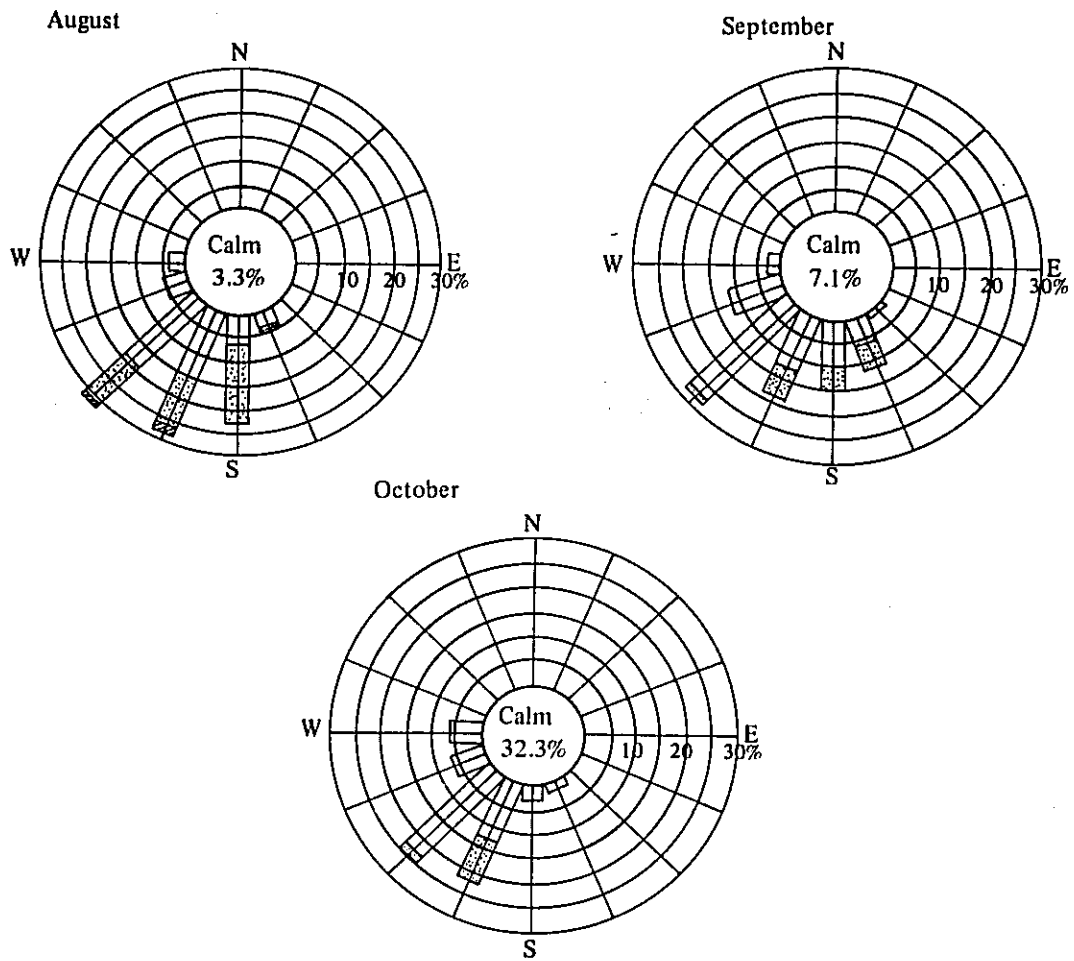 August
N
W
Calm
3.3%
E
10 20 30%
S
September
N
W
Calm
7.1%
E
10 20 30%
S
October
N
W
Calm
32.3%
E
10 20 30%
S